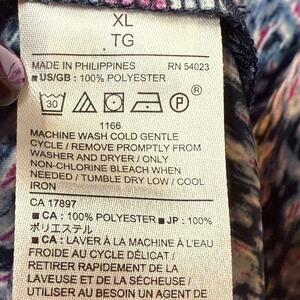 XL
TG
MADE IN PHILIPPINES RN 54023
■ US/GB : 100% POLYESTER
30 P
1166
MACHINE WASH COLD GENTLE
CYCLE / REMOVE PROMPTLY FROM
WASHER AND DRYER / ONLY
NON-CHLORINE BLEACH WHEN
NEEDED / TUMBLE DRY LOW / COOL
IRON
CA 17897
■ CA : 100% POLYESTER ■ JP : 100%
ポリエステル
■ CA : LAVER À LA MACHINE À L'EAU
FROIDE AU CYCLE DÉLICAT /
RETIRER RAPIDEMENT DE LA
LAVEUSE ET DE LA SÉCHEUSE /
UTILISER AU BESOIN UN AGENT DE